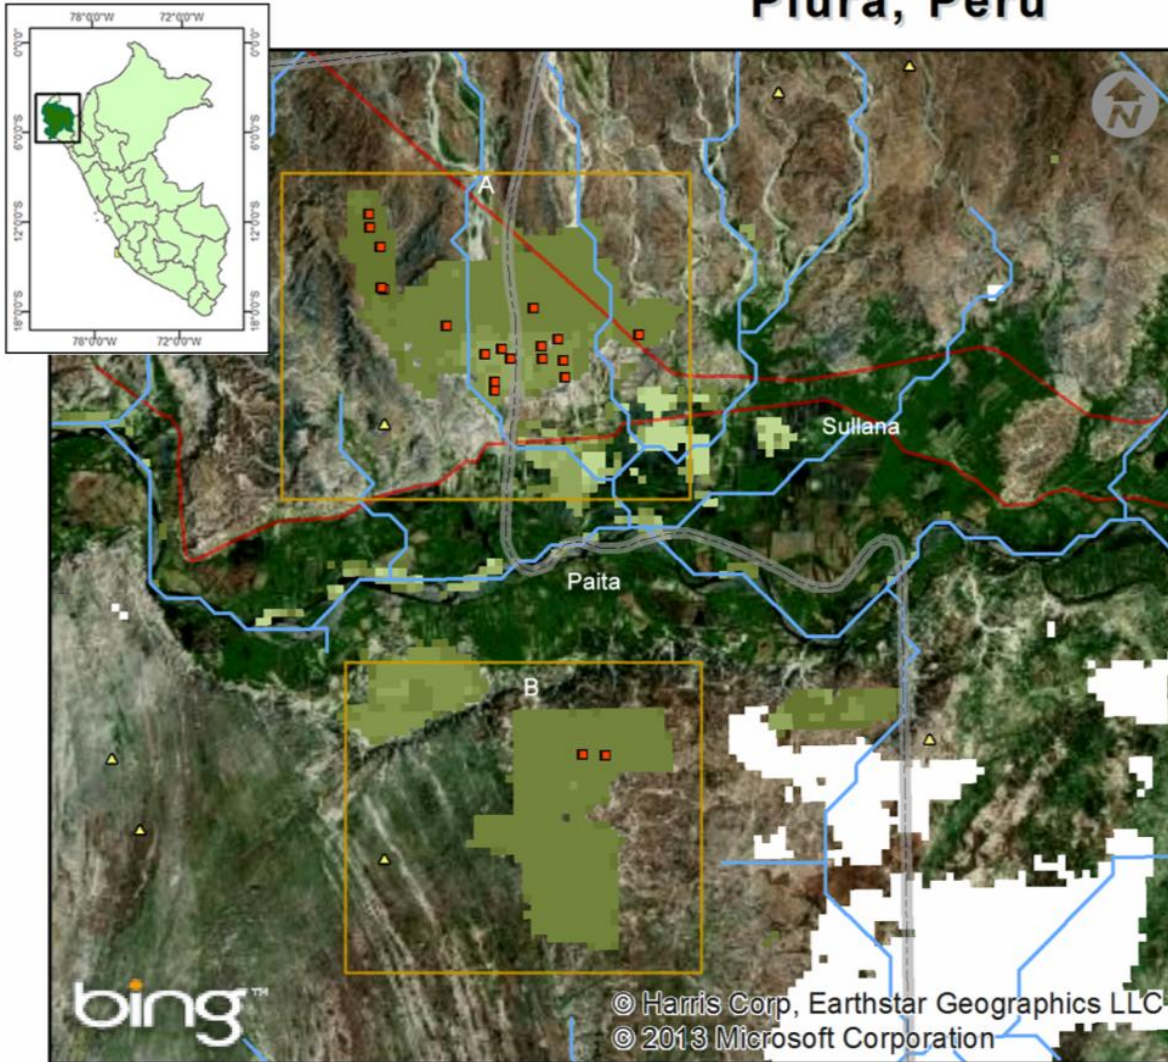 Piura, Peru
78°0'0"W 72°0'0"W
0°0'0" 0°0'0"
6°0'0"S 6°0'0"S
12°0'0"S 12°0'0"S
18°0'0"S 18°0'0"S
78°0'0"W 72°0'0"W
N
A
Sullana
Paita
B
bing™
© Harris Corp, Earthstar Geographics LLC
© 2013 Microsoft Corporation